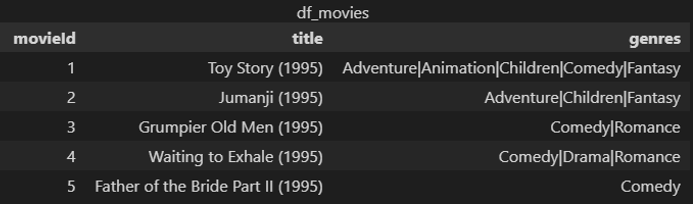 df_movies
movieId title genres
1 Toy Story (1995) Adventure|Animation|Children|Comedy|Fantasy
2 Jumanji (1995) Adventure|Children|Fantasy
3 Grumpier Old Men (1995) Comedy|Romance
4 Waiting to Exhale (1995) Comedy|Drama|Romance
5 Father of the Bride Part II (1995) Comedy